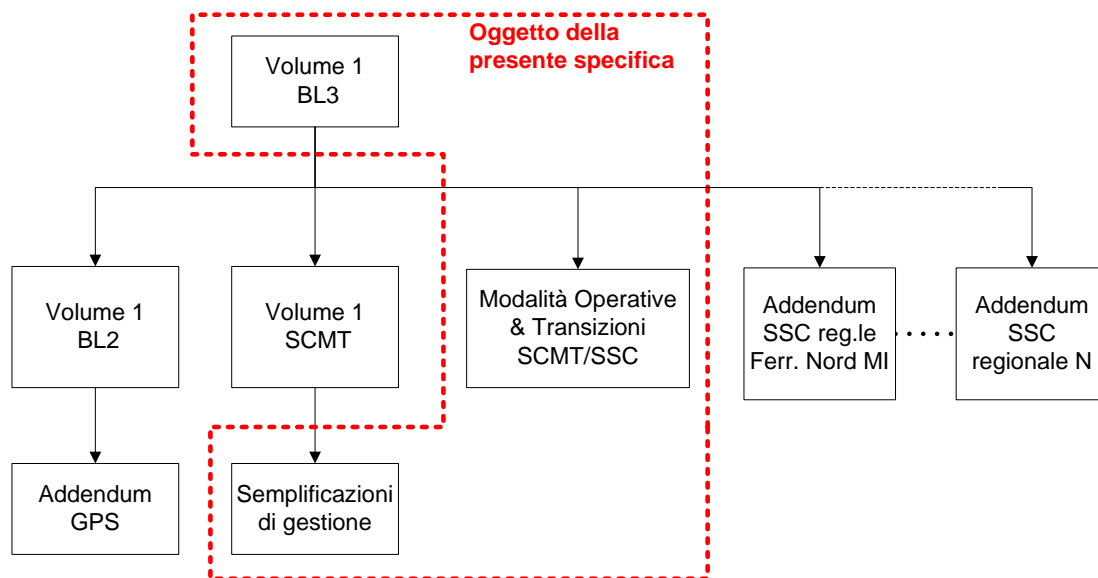 Oggetto della
presente specifica
Volume 1
BL3
Volume 1
BL2
Volume 1
SCMT
Modalità Operative
& Transizioni
SCMT/SSC
Addendum
SSC reg.le
Ferr. Nord MI
Addendum
SSC
regionale N
Addendum
GPS
Semplificazioni
di gestione